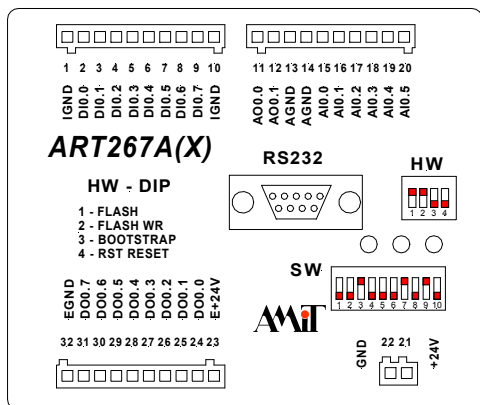 1 2 3 4 5 6 7 8 9 10
IGND DI0.0 DI0.1 DI0.2 DI0.3 DI0.4 DI0.5 DI0.6 DI0.7 IGND
11 12 13 14 15 16 17 18 19 20
AO0.0 AO0.1 AGND AGND AI0.0 AI0.1 AI0.2 AI0.3 AI0.4 AI0.5
ART267A(X)
RS232
HW
1 2 3 4
HW - DIP
1 - FLASH
2 - FLASH WR
3 - BOOTSTRAP
4 - RST RESET
SW
1 2 3 4 5 6 7 8 9 10
AMiT
EGND DO0.7 DO0.6 DO0.5 DO0.4 DO0.3 DO0.2 DO0.1 DO0.0 E+24V
32 31 30 29 28 27 26 25 24 23
GND 22 21 +24V